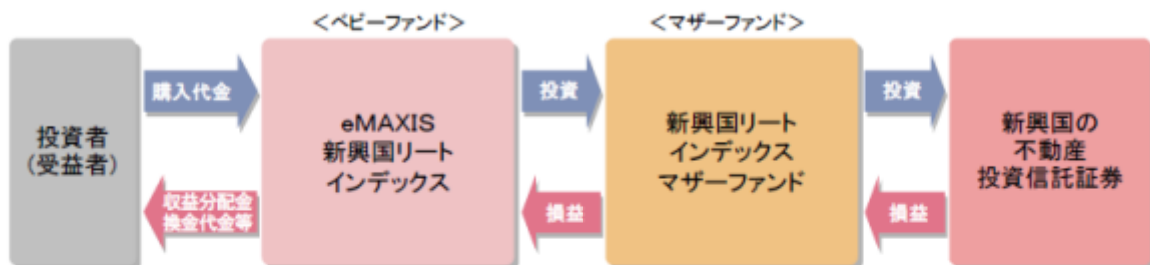 ＜ベビーファンド＞
＜マザーファンド＞
投資者
(受益者)
購入代金
収益分配金
換金代金等
eMAXIS
新興国リート
インデックス
投資
損益
新興国リート
インデックス
マザーファンド
投資
損益
新興国の
不動産
投資信託証券